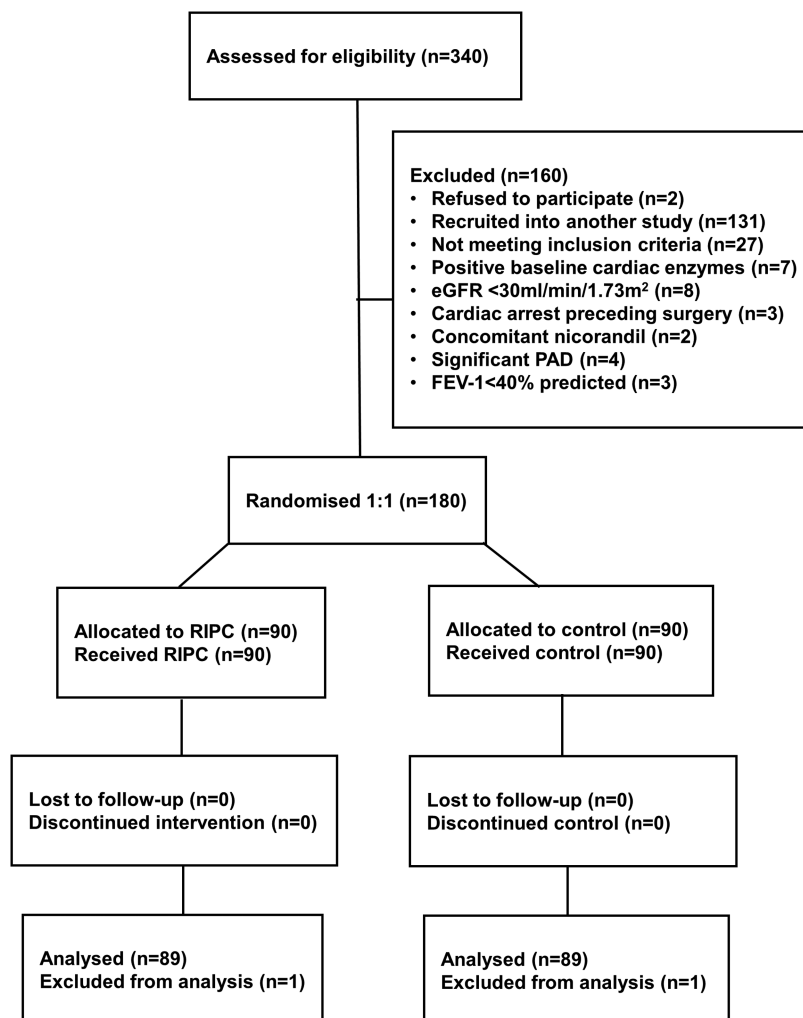 Assessed for eligibility (n=340)
Excluded (n=160)
• Refused to participate (n=2)
• Recruited into another study (n=131)
• Not meeting inclusion criteria (n=27)
• Positive baseline cardiac enzymes (n=7)
• eGFR <30ml/min/1.73m² (n=8)
• Cardiac arrest preceding surgery (n=3)
• Concomitant nicorandil (n=2)
• Significant PAD (n=4)
• FEV-1<40% predicted (n=3)
Randomised 1:1 (n=180)
Allocated to RIPC (n=90)
Received RIPC (n=90)
Allocated to control (n=90)
Received control (n=90)
Lost to follow-up (n=0)
Discontinued intervention (n=0)
Lost to follow-up (n=0)
Discontinued control (n=0)
Analysed (n=89)
Excluded from analysis (n=1)
Analysed (n=89)
Excluded from analysis (n=1)